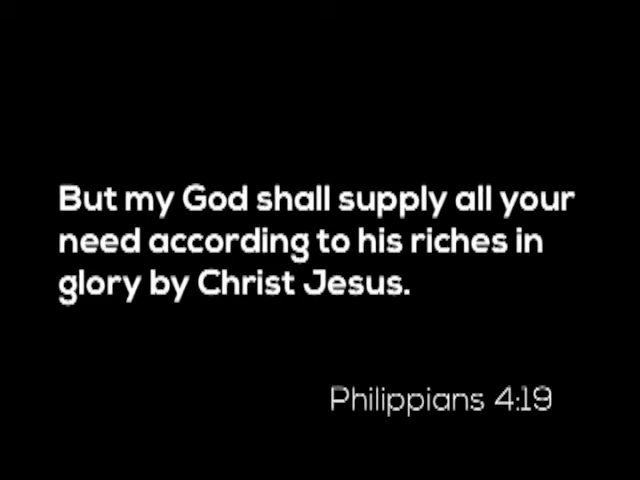 But my God shall supply all your
need according to his riches in
glory by Christ Jesus.
Philippians 4:19